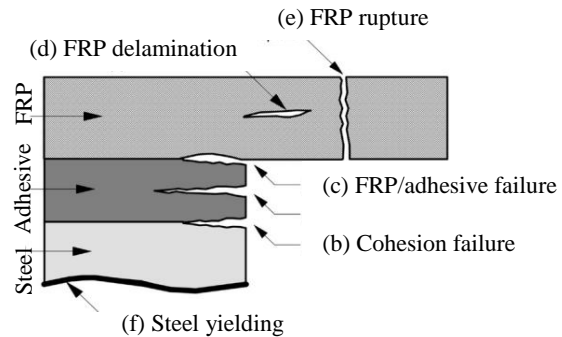 (e) FRP rupture
(d) FRP delamination
FRP
Adhesive
Steel
(c) FRP/adhesive failure
(b) Cohesion failure
(f) Steel yielding